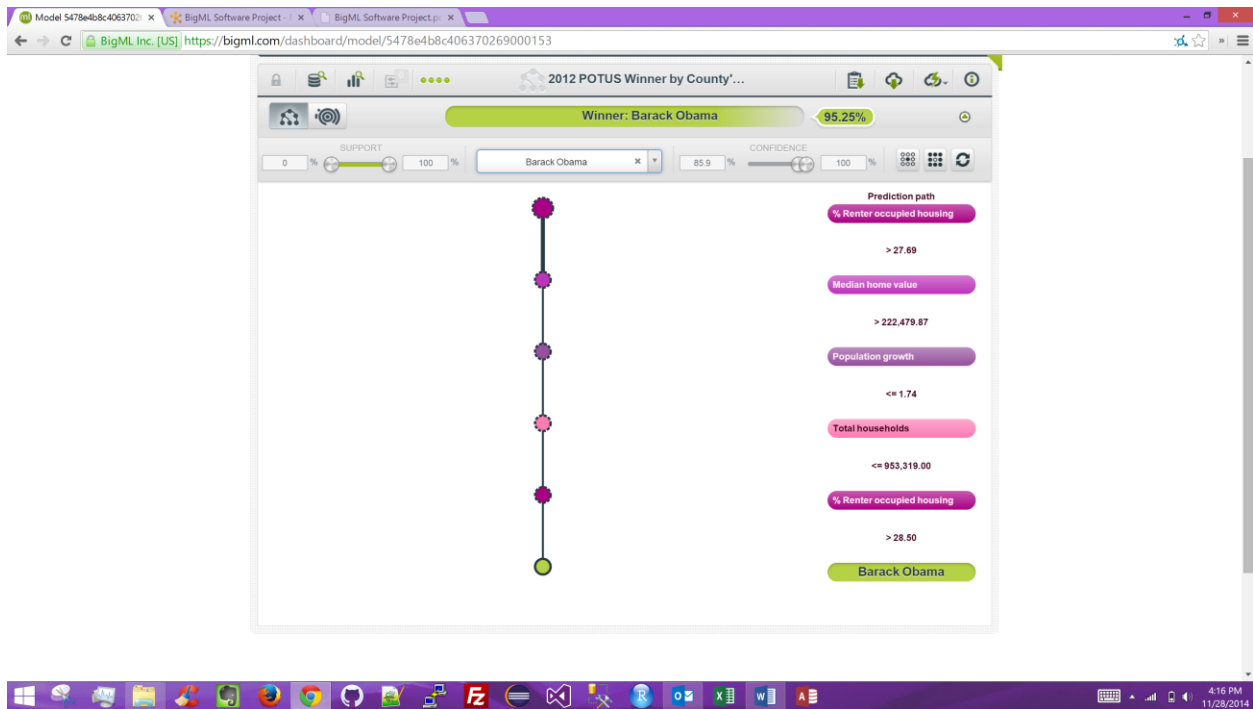 Model 5478e4b8c40637026 ×
BigML Software Project - ×
BigML Software Project.pd ×
BigML Inc. [US] https://bigml.com/dashboard/model/5478e4b8c406370269000153
2012 POTUS Winner by County'...
Winner: Barack Obama
95.25%
SUPPORT
CONFIDENCE
0 %
100 %
Barack Obama
85.9 %
100 %
Prediction path
% Renter occupied housing
> 27.69
Median home value
> 222,479.87
Population growth
<= 1.74
Total households
<= 953,319.00
% Renter occupied housing
> 28.50
Barack Obama
4:16 PM
11/28/2014